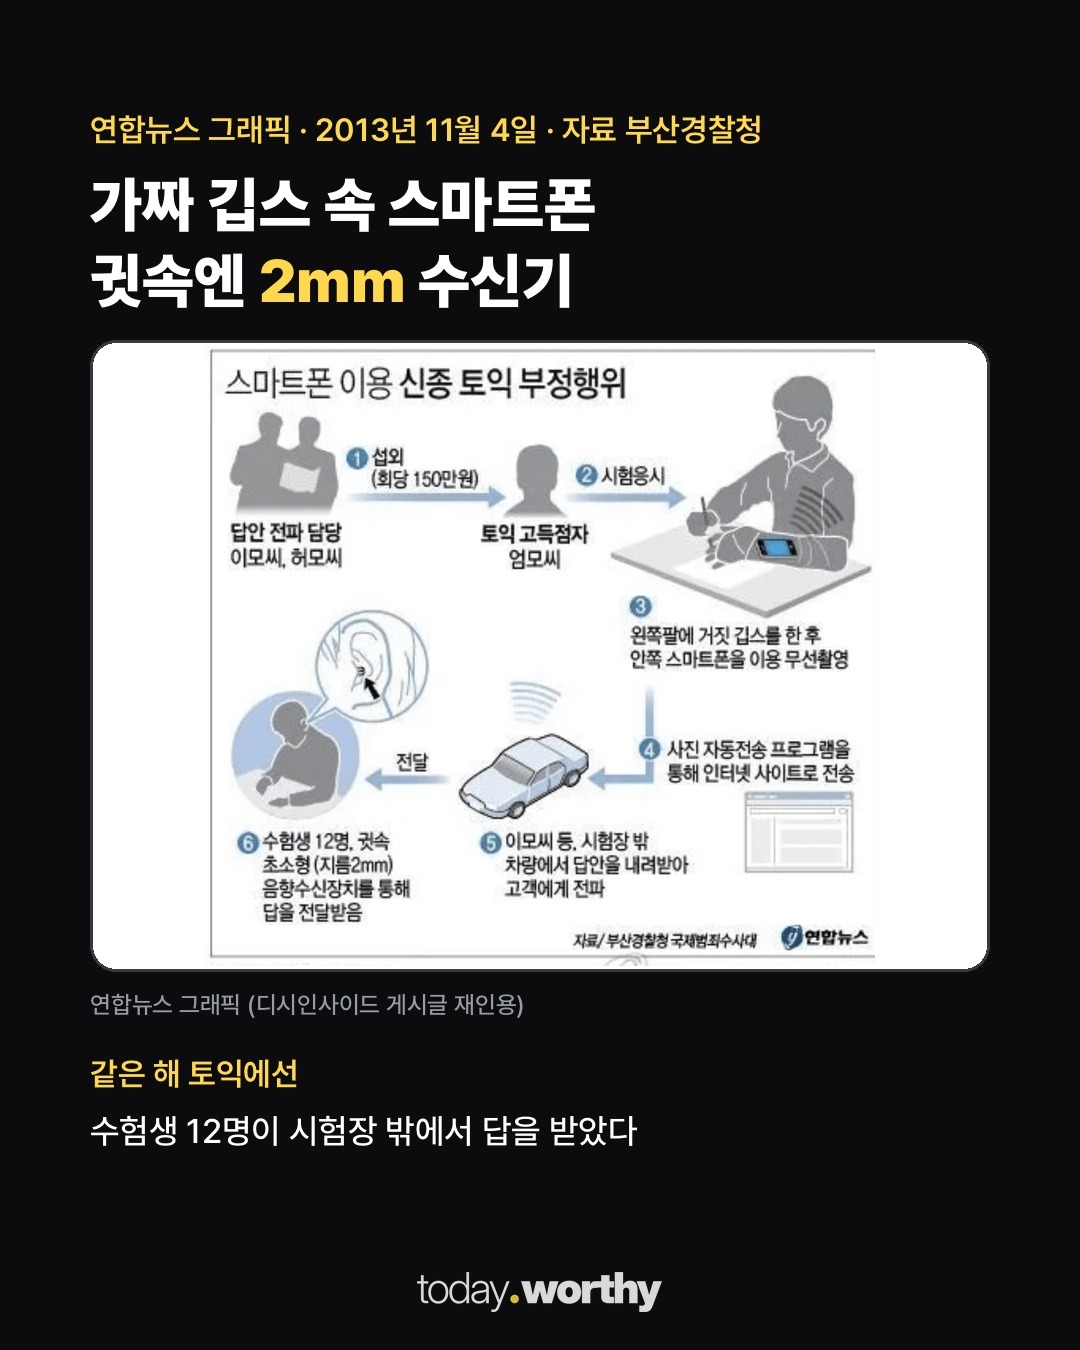 연합뉴스 그래픽 · 2013년 11월 4일 · 자료 부산경찰청
가짜 깁스 속 스마트폰
귓속엔 2mm 수신기
스마트폰 이용 신종 토익 부정행위
1 섭외
(회당 150만원)
2 시험응시
답안 전파 담당
이모씨, 허모씨
토익 고득점자
엄모씨
3
왼쪽팔에 거짓 깁스를 한 후
안쪽 스마트폰을 이용 무선촬영
4 사진 자동전송 프로그램을
통해 인터넷 사이트로 전송
전달
5 이모씨 등, 시험장 밖
차량에서 답안을 내려받아
고객에게 전파
6 수험생 12명, 귓속
초소형 (지름2mm)
음향수신장치를 통해
답을 전달받음
자료/ 부산경찰청 국제범죄수사대
y 연합뉴스
연합뉴스 그래픽 (디시인사이드 게시글 재인용)
같은 해 토익에선
수험생 12명이 시험장 밖에서 답을 받았다
today.worthy